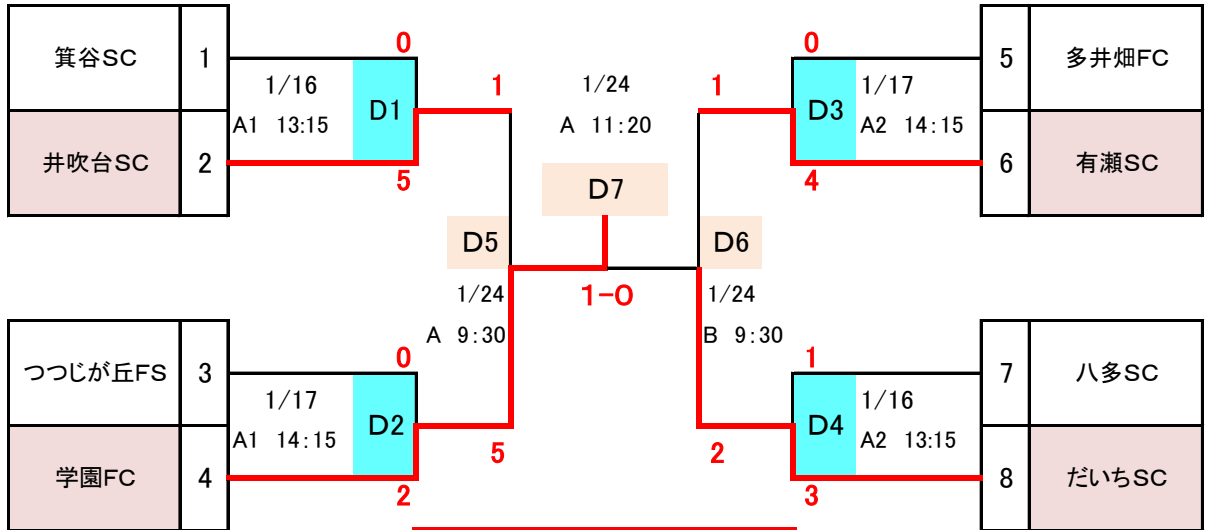 箕谷SC 1
井吹台SC 2
1/16
A1 13:15
D1
0
5
1
1/24
A 11:20
D7
1
0
D3
4
1/17
A2 14:15
5 多井畑FC
6 有瀬SC
D5
1/24
A 9:30
1-0
D6
1/24
B 9:30
つつじが丘FS 3
学園FC 4
1/17
A1 14:15
D2
0
2
5
2
1
D4
3
1/16
A2 13:15
7 八多SC
8 だいちSC